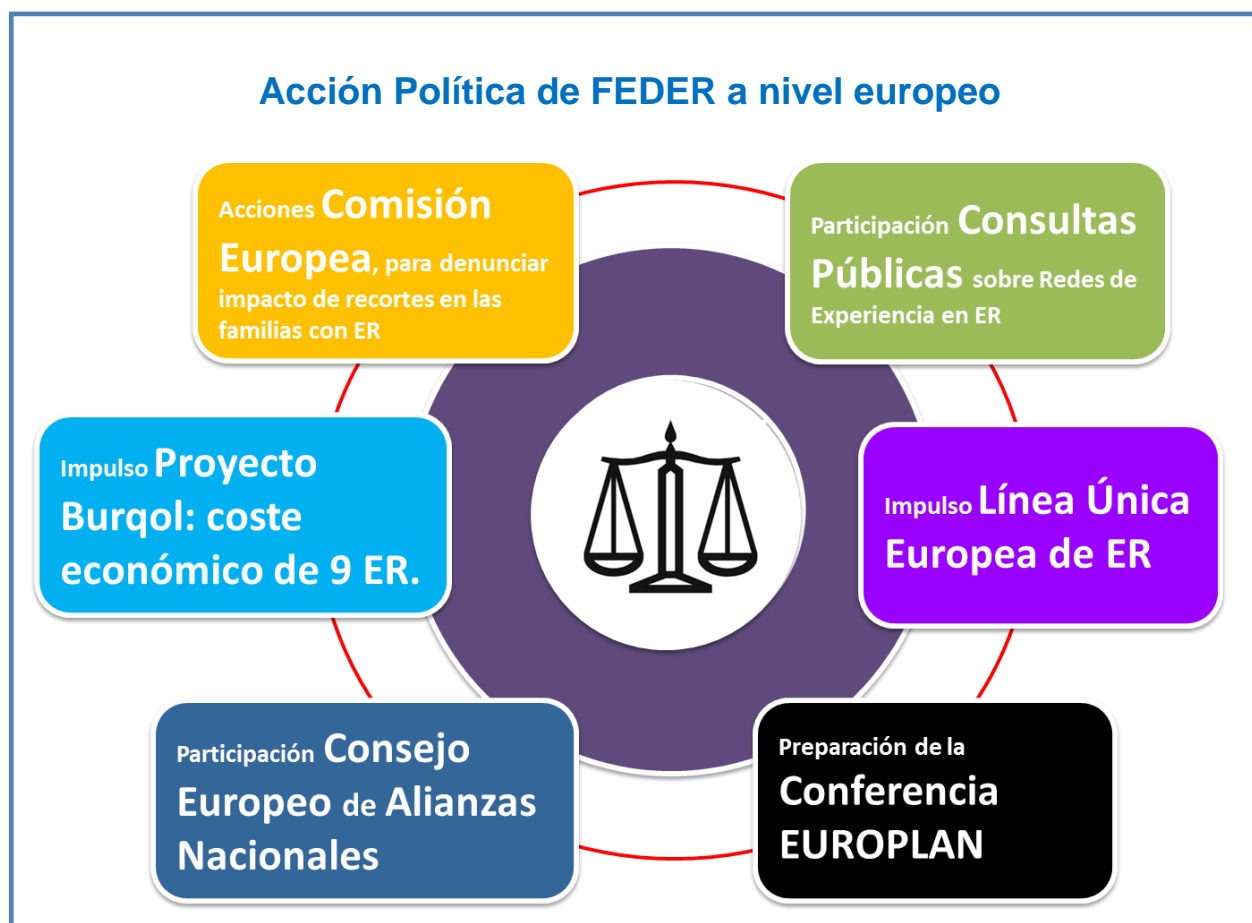 Acción Política de FEDER a nivel europeo
Acciones Comisión
Europea, para denunciar
impacto de recortes en las
familias con ER
Participación Consultas
Públicas sobre Redes de
Experiencia en ER
Impulso Proyecto
Burqol: coste
económico de 9 ER.
Impulso Línea Única
Europea de ER
Participación Consejo
Europeo de Alianzas
Nacionales
Preparación de la
Conferencia
EUROPLAN